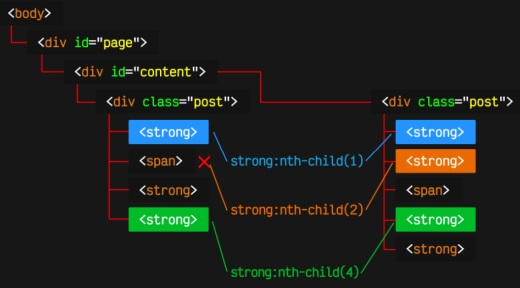 <body>
<div id="page">
<div id="content">
<div class="post">
<div class="post">
<strong>
<span>
<strong>
<strong>
strong:nth-child(1)
strong:nth-child(2)
strong:nth-child(4)
<strong>
<strong>
<span>
<strong>
<strong>